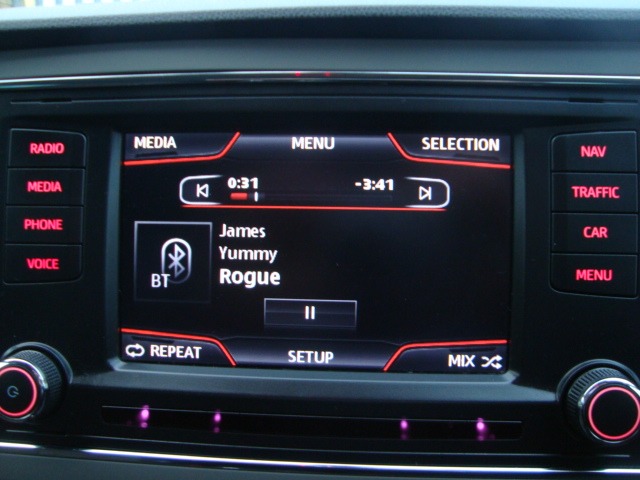 MEDIA MENU SELECTION
RADIO
MEDIA
PHONE
VOICE
0:31 -3:41
James
Yummy
Rogue
BT
REPEAT SETUP MIX
NAV
TRAFFIC
CAR
MENU